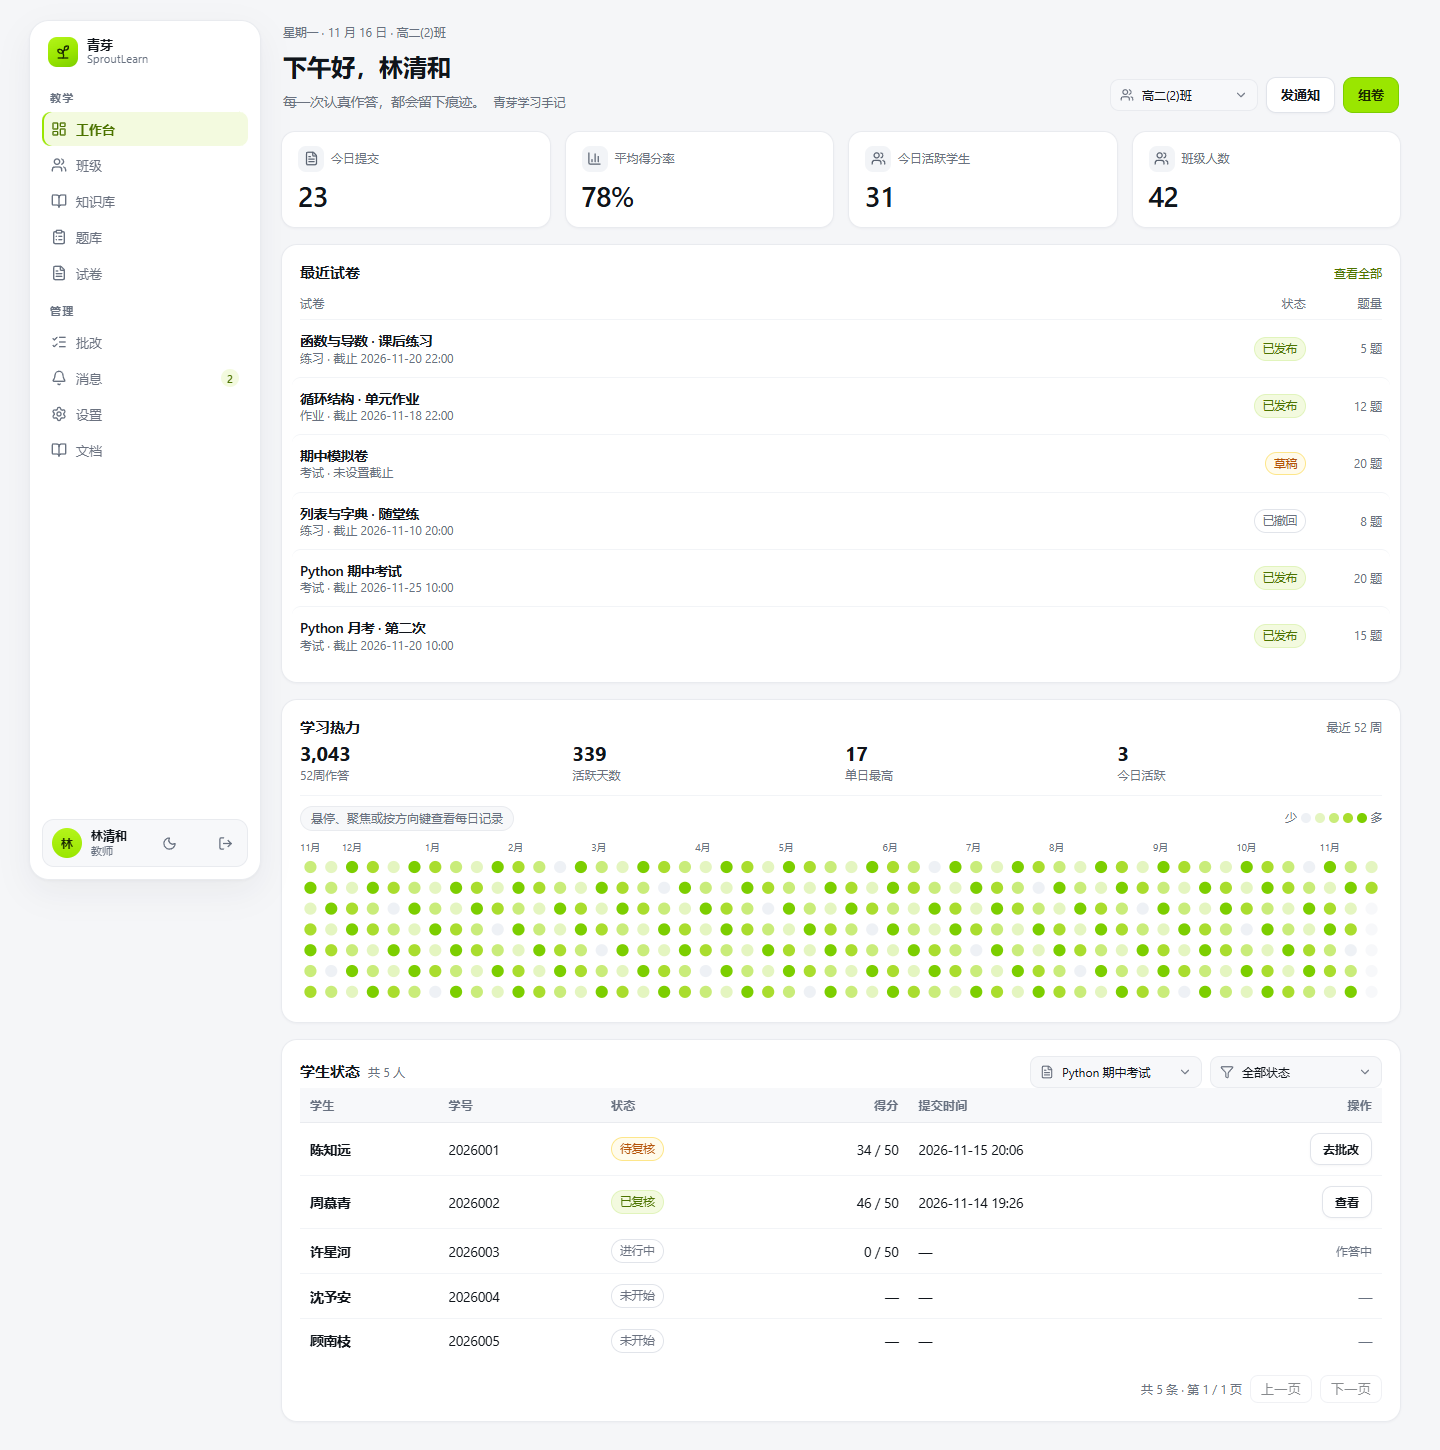 青芽
SproutLearn
教学
工作台
班级
知识库
题库
试卷
管理
批改
消息 2
设置
文档
林 林清和
教师
星期一 · 11 月 16 日 · 高二(2)班
下午好，林清和
每一次认真作答，都会留下痕迹。 青芽学习手记
高二(2)班
发通知
组卷
今日提交
23
平均得分率
78%
今日活跃学生
31
班级人数
42
最近试卷 查看全部
试卷 状态 题量
函数与导数 · 课后练习
练习 · 截止 2026-11-20 22:00
已发布 5 题
循环结构 · 单元作业
作业 · 截止 2026-11-18 22:00
已发布 12 题
期中模拟卷
考试 · 未设置截止
草稿 20 题
列表与字典 · 随堂练
练习 · 截止 2026-11-10 20:00
已撤回 8 题
Python 期中考试
考试 · 截止 2026-11-25 10:00
已发布 20 题
Python 月考 · 第二次
考试 · 截止 2026-11-20 10:00
已发布 15 题
学习热力 最近 52 周
3,043 339 17 3
52周作答 活跃天数 单日最高 今日活跃
悬停、聚焦或按方向键查看每日记录 少 多
11月 12月 1月 2月 3月 4月 5月 6月 7月 8月 9月 10月 11月
学生状态 共 5 人 Python 期中考试 全部状态
学生 学号 状态 得分 提交时间 操作
陈知远 2026001 待复核 34 / 50 2026-11-15 20:06 去批改
周慕青 2026002 已复核 46 / 50 2026-11-14 19:26 查看
许星河 2026003 进行中 0 / 50 — 作答中
沈予安 2026004 未开始 — — —
顾南枝 2026005 未开始 — — —
共 5 条 · 第 1 / 1 页 上一页 下一页